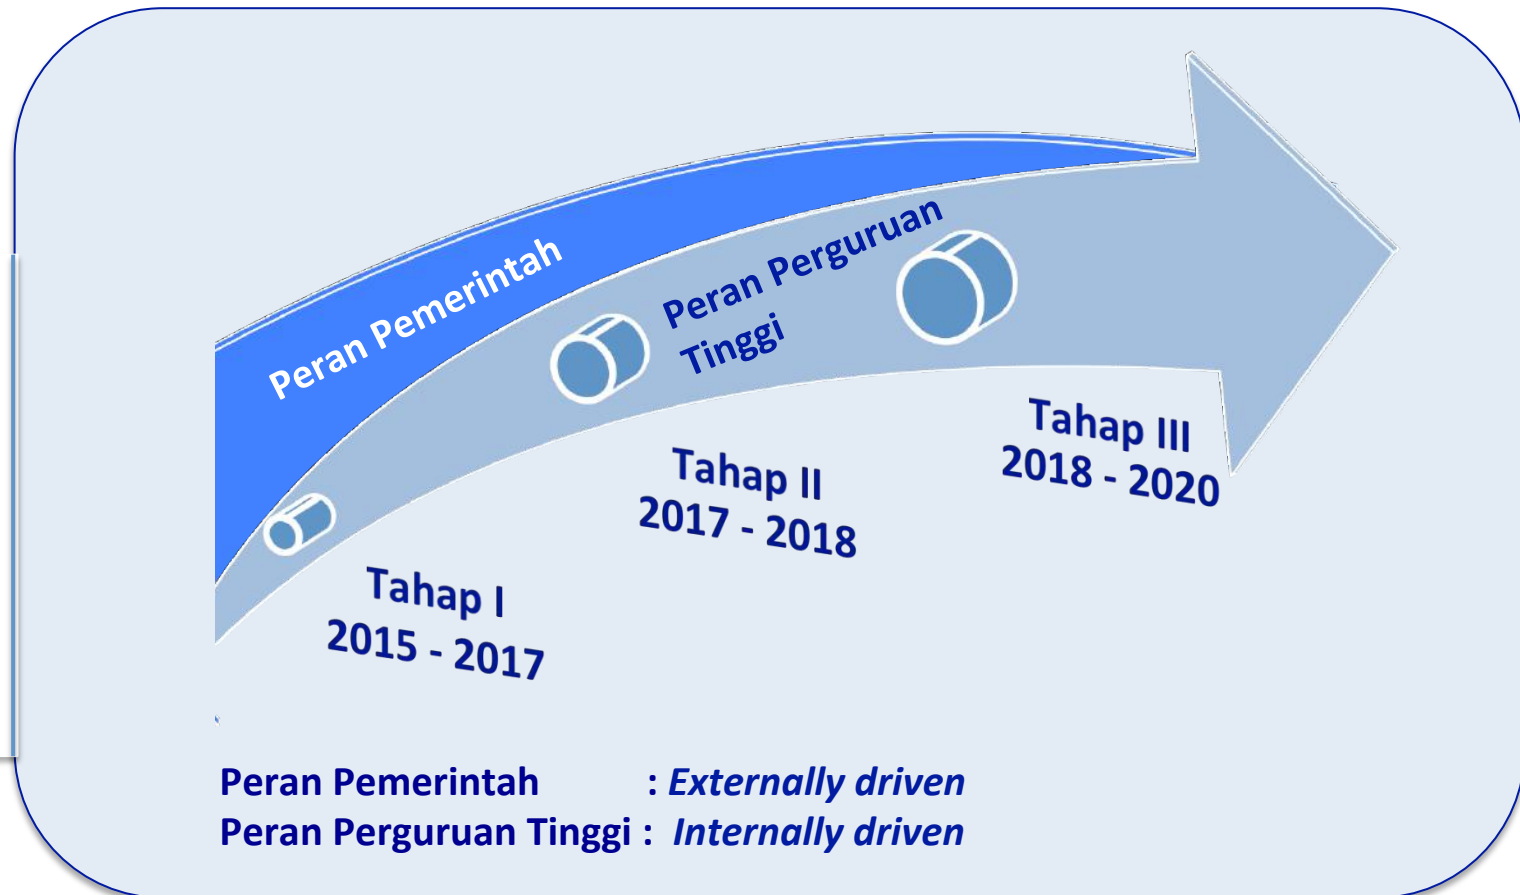 Peran Pemerintah
Peran Perguruan
Tinggi
Tahap I
2015 - 2017
Tahap II
2017 - 2018
Tahap III
2018 - 2020
Peran Pemerintah : Externally driven
Peran Perguruan Tinggi : Internally driven